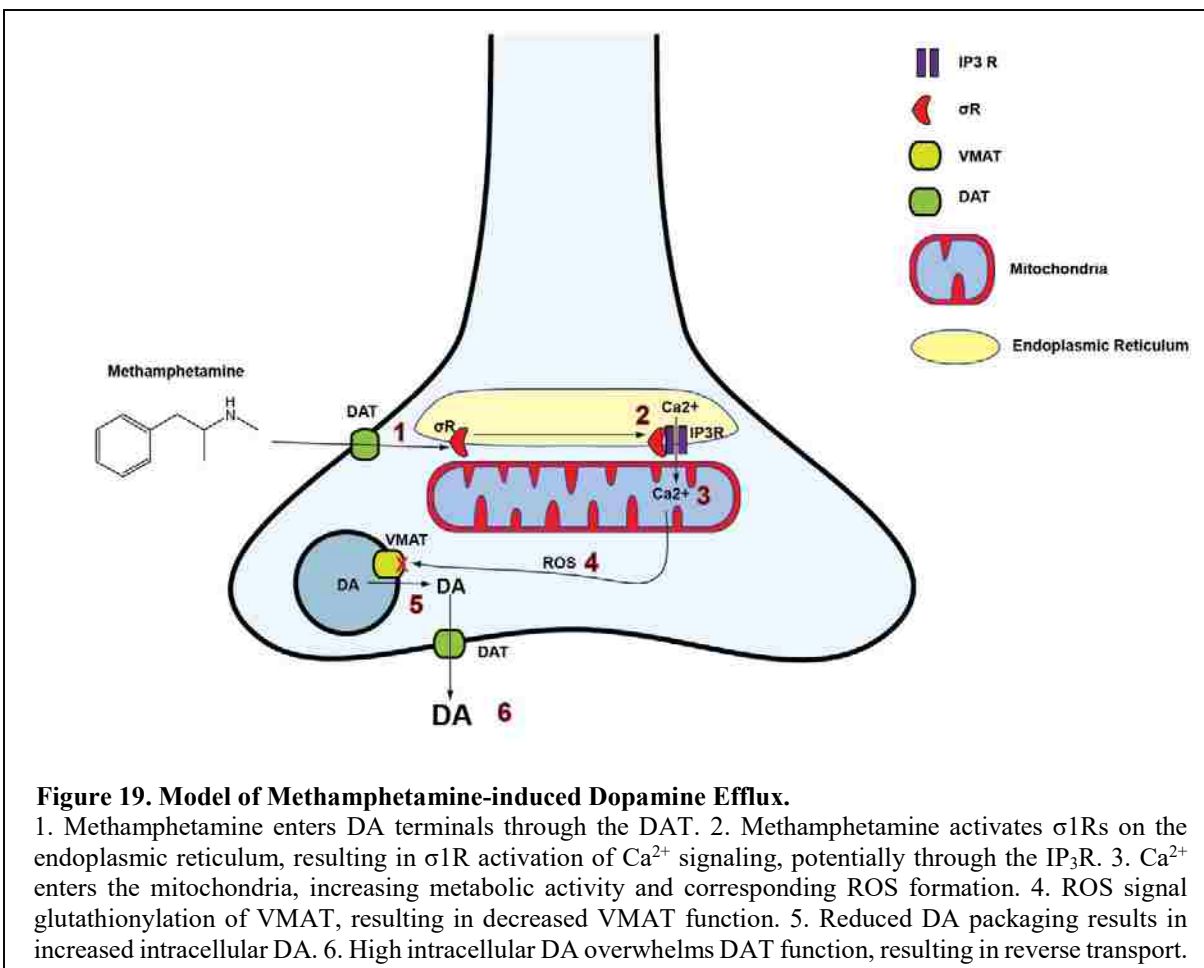 IP3 R
σR
VMAT
DAT
Mitochondria
Endoplasmic Reticulum
Methamphetamine
H
N
DAT
1
σR
2
Ca2+
IP3R
Ca2+
3
VMAT
ROS
4
DA
DA
5
DAT
DA
6
Figure 19. Model of Methamphetamine-induced Dopamine Efflux.
1. Methamphetamine enters DA terminals through the DAT. 2. Methamphetamine activates σ1Rs on the
endoplasmic reticulum, resulting in σ1R activation of Ca²⁺ signaling, potentially through the IP₃R. 3. Ca²⁺
enters the mitochondria, increasing metabolic activity and corresponding ROS formation. 4. ROS signal
glutathionylation of VMAT, resulting in decreased VMAT function. 5. Reduced DA packaging results in
increased intracellular DA. 6. High intracellular DA overwhelms DAT function, resulting in reverse transport.